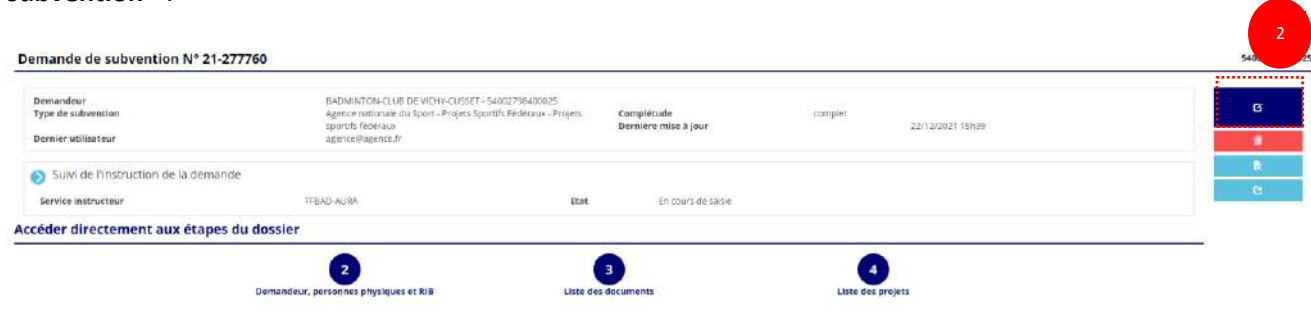 2
Demande de subvention N° 21-277760
Demandeur BADMINTON-CLUB DE VICHY-CUSSET - 54002798400025
Type de subvention Agence nationale du Sport - Projets Sportifs Fédéraux - Projets sportifs fédéraux
Complétude complet
Dernière mise à jour 22/12/2021 15h39
Dernier utilisateur agence@agence.fr
Suivi de l'instruction de la demande
Service instructeur FFBAD-AURA Etat En cours de saisie
Accéder directement aux étapes du dossier
2 3 4
Demandeur, personnes physiques et RIB Liste des documents Liste des projets